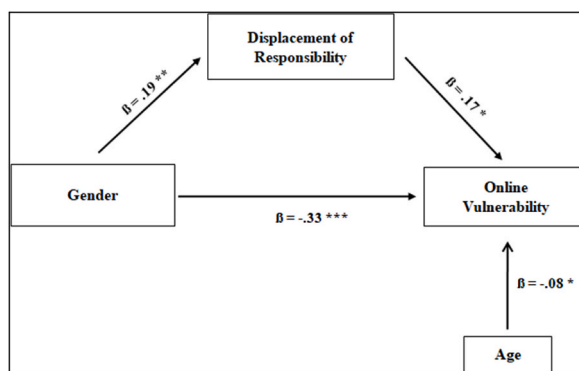 Displacement of
Responsibility
ß = .19 **
ß = .17 *
Gender
Online
Vulnerability
ß = -.33 ***
ß = -.08 *
Age